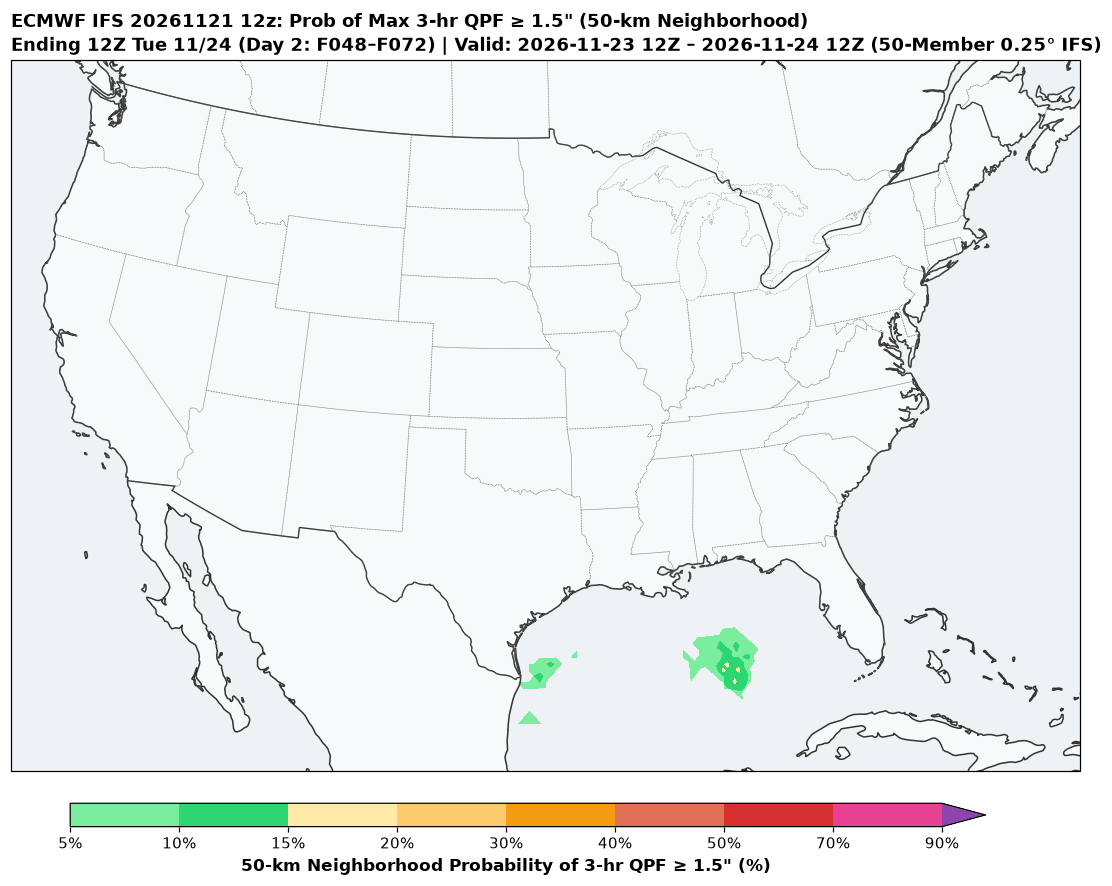 ECMWF IFS 20261121 12z: Prob of Max 3-hr QPF ≥ 1.5" (50-km Neighborhood)
Ending 12Z Tue 11/24 (Day 2: F048–F072) | Valid: 2026-11-23 12Z – 2026-11-24 12Z (50-Member 0.25° IFS)
5% 10% 15% 20% 30% 40% 50% 70% 90%
50-km Neighborhood Probability of 3-hr QPF ≥ 1.5" (%)